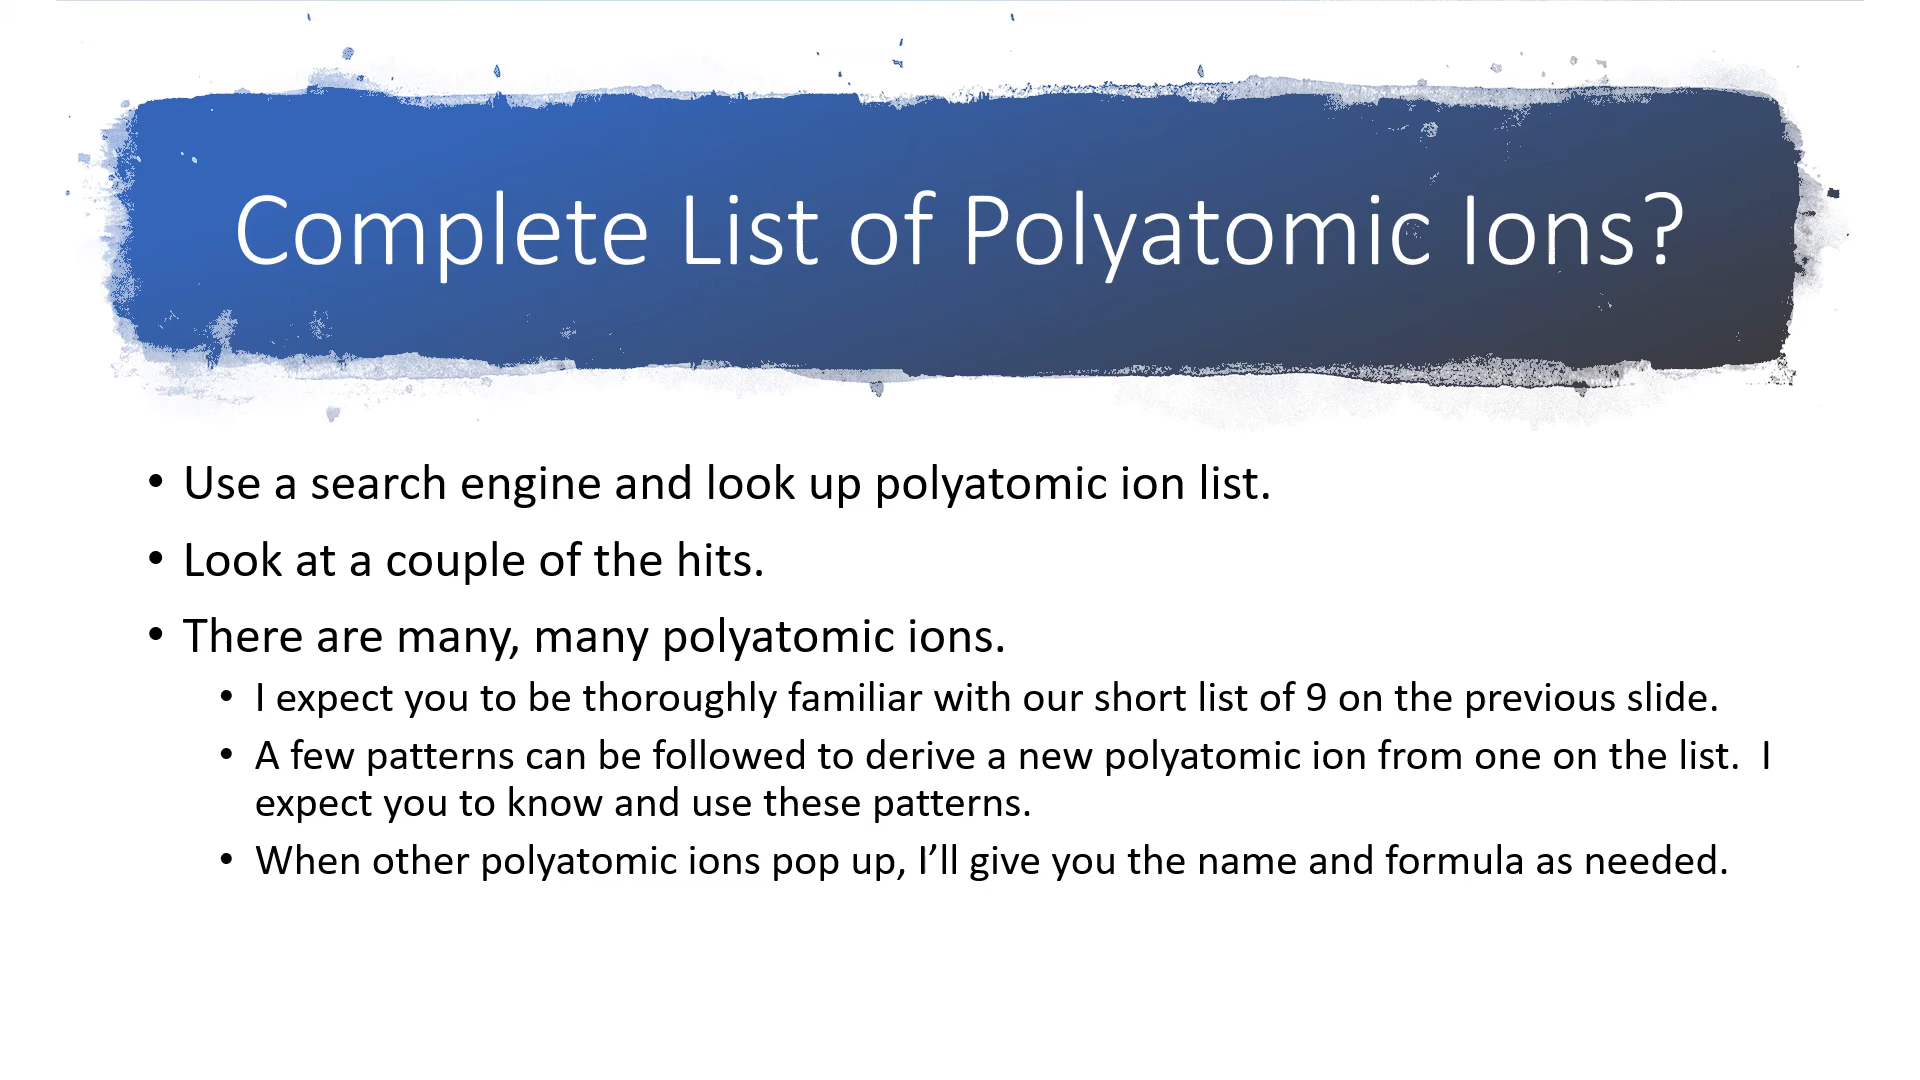 Complete List of Polyatomic Ions?
• Use a search engine and look up polyatomic ion list.
• Look at a couple of the hits.
• There are many, many polyatomic ions.
• I expect you to be thoroughly familiar with our short list of 9 on the previous slide.
• A few patterns can be followed to derive a new polyatomic ion from one on the list.  I
expect you to know and use these patterns.
• When other polyatomic ions pop up, I’ll give you the name and formula as needed.